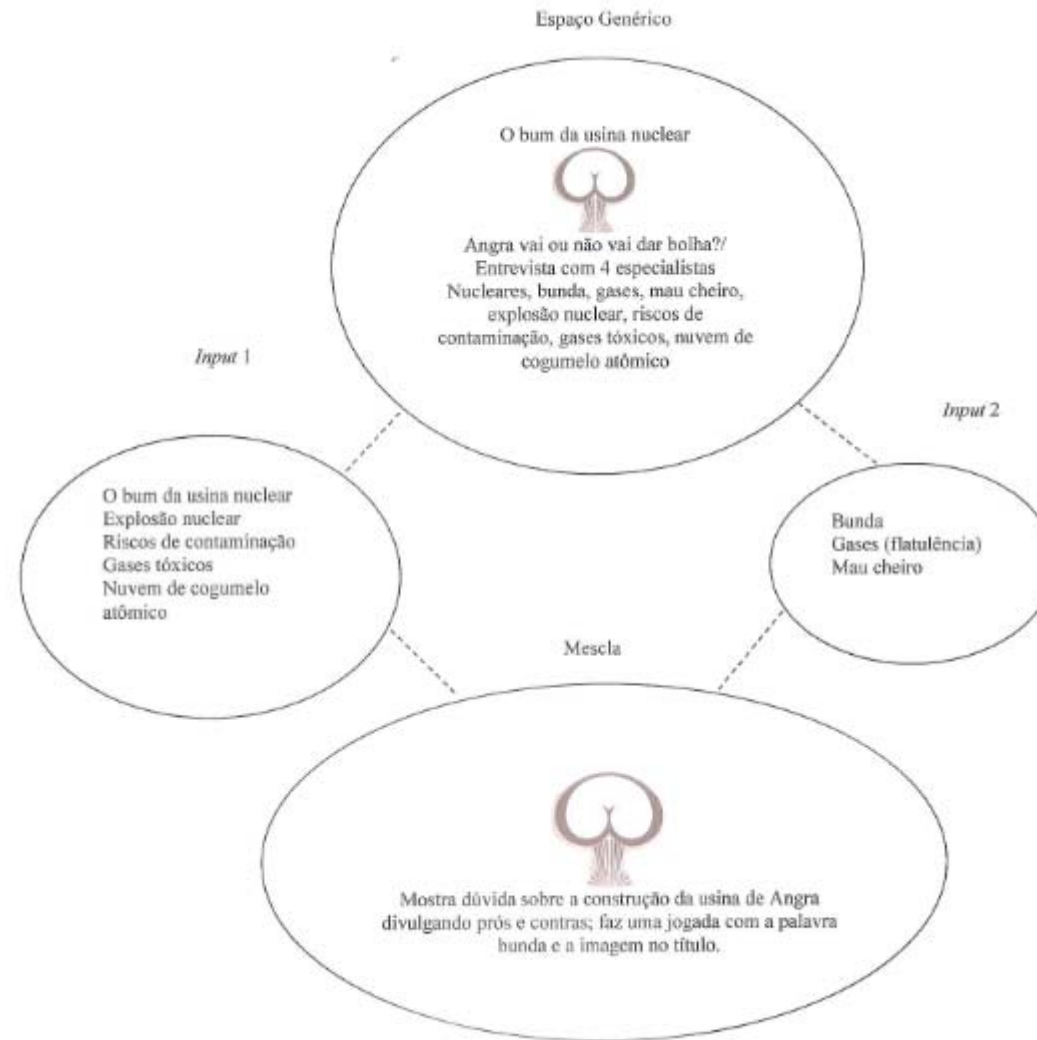 Espaço Genérico
O bum da usina nuclear
Angra vai ou não vai dar bolha?/
Entrevista com 4 especialistas
Nucleares, bunda, gases, mau cheiro,
explosão nuclear, riscos de
contaminação, gases tóxicos, nuvem de
cogumelo atômico
Input 1
O bum da usina nuclear
Explosão nuclear
Riscos de contaminação
Gases tóxicos
Nuvem de cogumelo
atômico
Input 2
Bunda
Gases (flatulência)
Mau cheiro
Mescla
Mostra dúvida sobre a construção da usina de Angra
divulgando prós e contras; faz uma jogada com a palavra
bunda e a imagem no título.